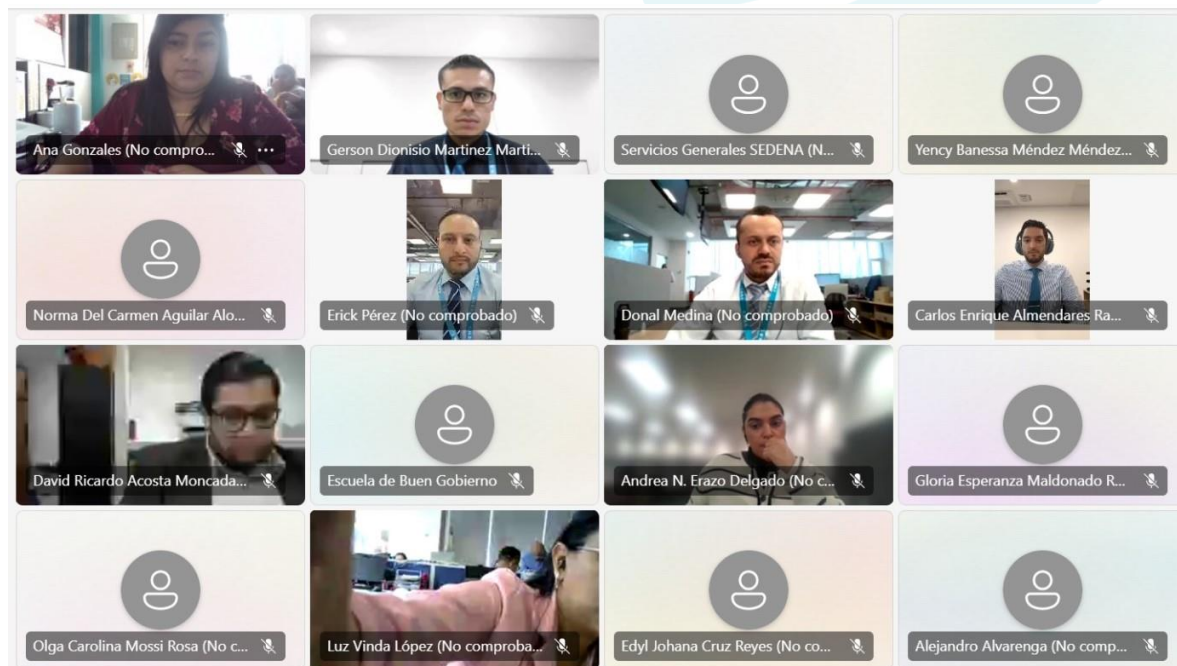 Ana Gonzales (No compro...
Gerson Dionisio Martinez Marti...
Servicios Generales SEDENA (N...
Yency Banessa Méndez Méndez...
Norma Del Carmen Aguilar Alo...
Erick Pérez (No comprobado)
Donal Medina (No comprobado)
Carlos Enrique Almendares Ra...
David Ricardo Acosta Moncada...
Escuela de Buen Gobierno
Andrea N. Erazo Delgado (No c...
Gloria Esperanza Maldonado R...
Olga Carolina Mossi Rosa (No c...
Luz Vinda López (No comproba...
Edyl Johana Cruz Reyes (No co...
Alejandro Alvarenga (No comp...